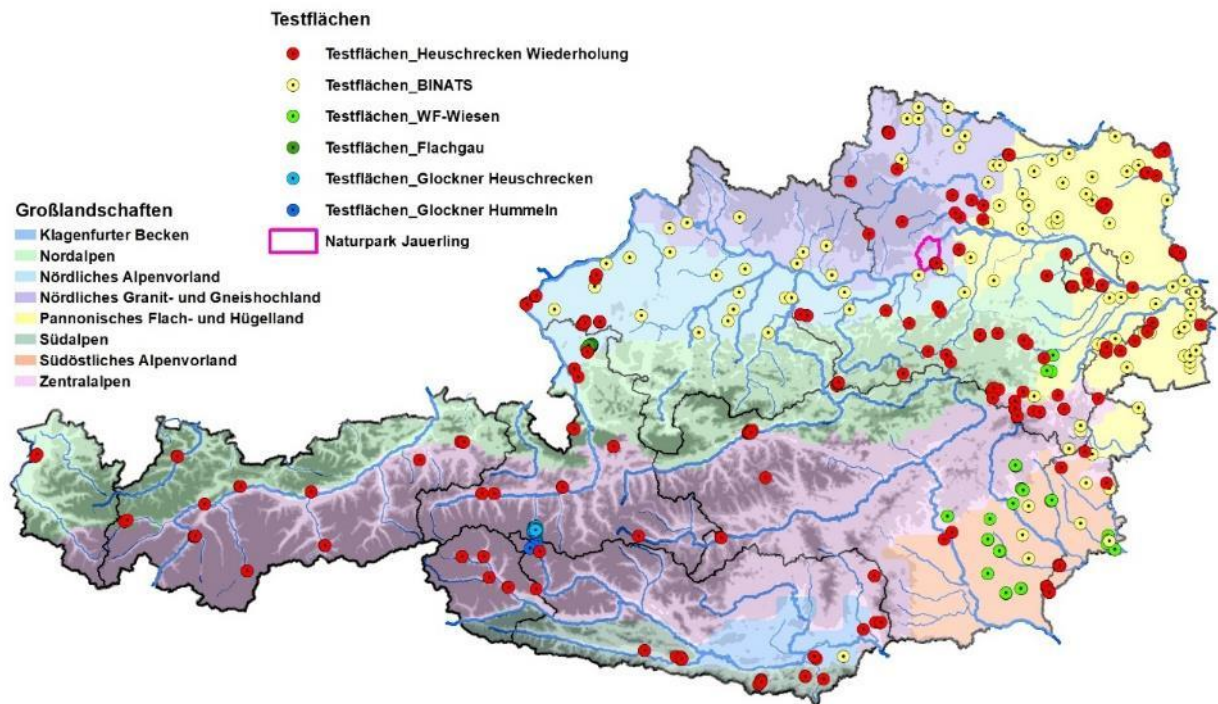 Testflächen
Testflächen_Heuschrecken Wiederholung
Testflächen_BINATS
Testflächen_WF-Wiesen
Testflächen_Flachgau
Testflächen_Glockner Heuschrecken
Testflächen_Glockner Hummeln
Naturpark Jauerling
Großlandschaften
Klagenfurter Becken
Nordalpen
Nördliches Alpenvorland
Nördliches Granit- und Gneishochland
Pannonisches Flach- und Hügelland
Südalpen
Südöstliches Alpenvorland
Zentralalpen